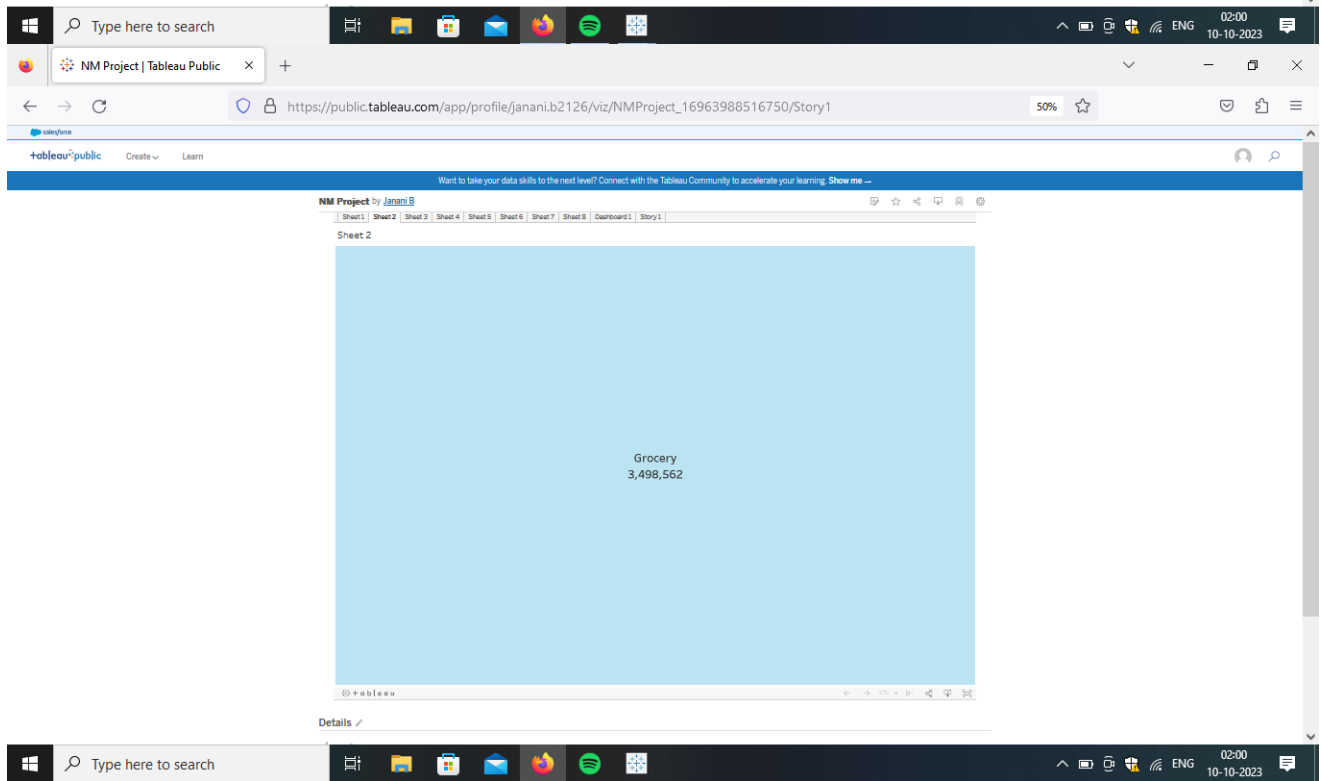 Type here to search
ENG
02:00
10-10-2023
NM Project | Tableau Public
https://public.tableau.com/app/profile/janani.b2126/viz/NMProject_16963988516750/Story1
50%
salesforce
+ableau public Create Learn
Want to take your data skills to the next level? Connect with the Tableau Community to accelerate your learning. Show me
NM Project by Janani B
Sheet 1 Sheet 2 Sheet 3 Sheet 4 Sheet 5 Sheet 6 Sheet 7 Sheet 8 Dashboard 1 Story 1
Sheet 2
Grocery
3,498,562
+ableau
Details
Type here to search
ENG
02:00
10-10-2023